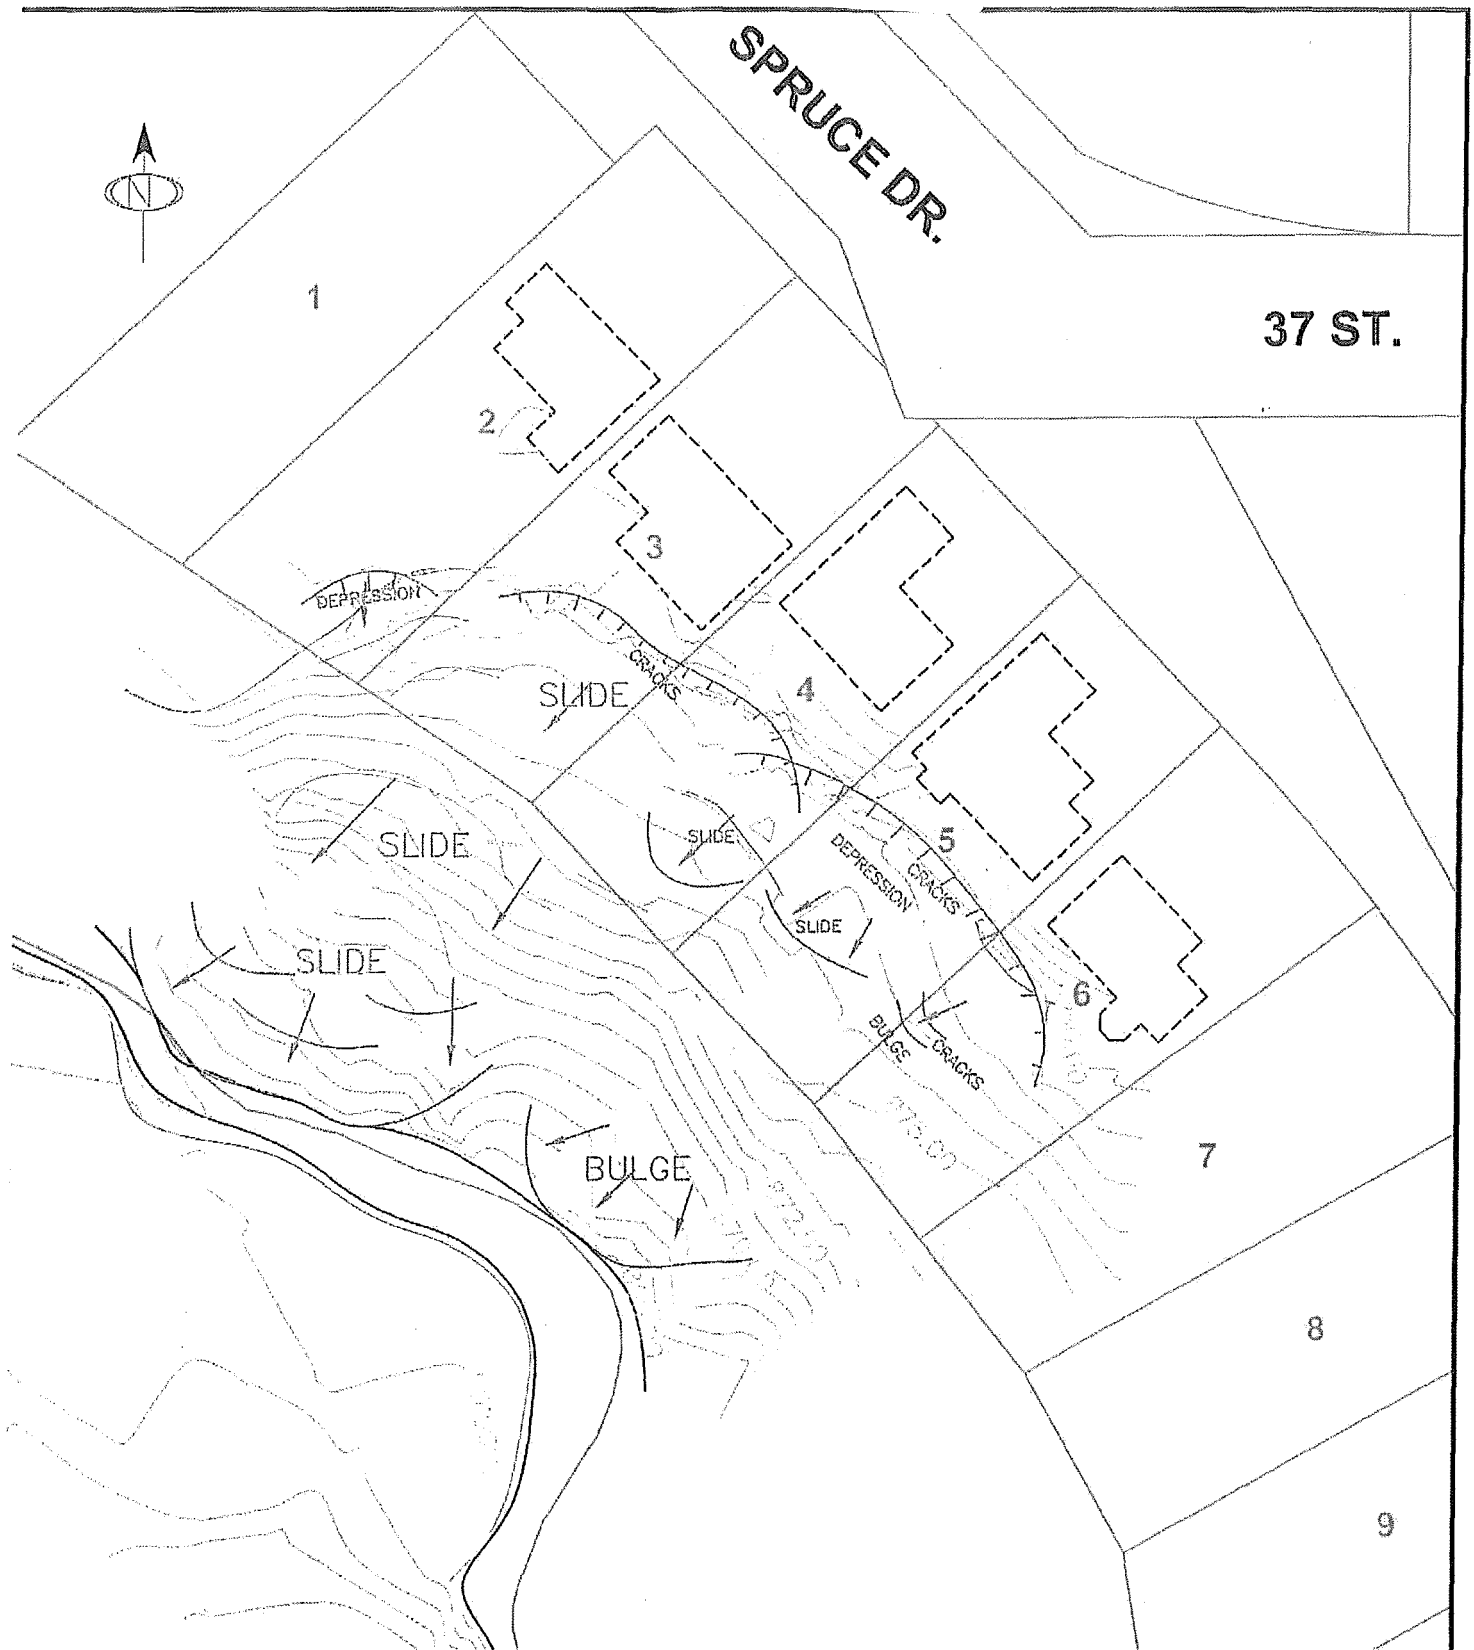 SPRUCE DR.
N
1
37 ST.
2
3
DEPRESSION
CRACKS
SLIDE
4
SLIDE
SLIDE
5
DEPRESSION
CRACKS
SLIDE
SLIDE
6
BULGE
CRACKS
BULGE
7
8
9